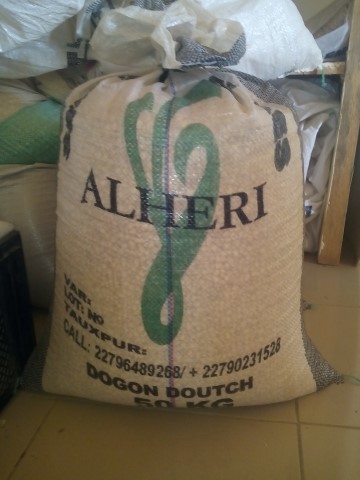 ALHERI
VAR:
LOT: NO
TAUXPUR:
CALL: 22796489268/ + 22790231528
DOGON DOUTCH
50 KG